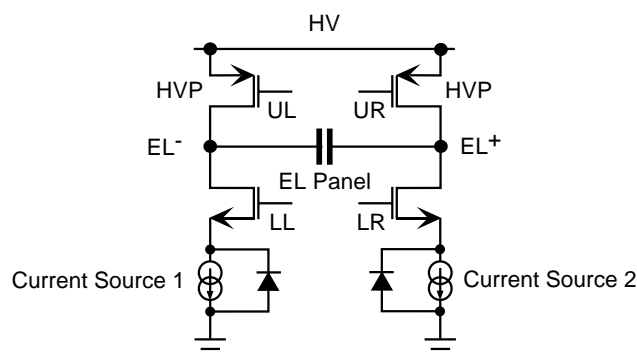 HV
HVP UL UR HVP
EL- EL+
EL Panel
LL LR
Current Source 1 Current Source 2